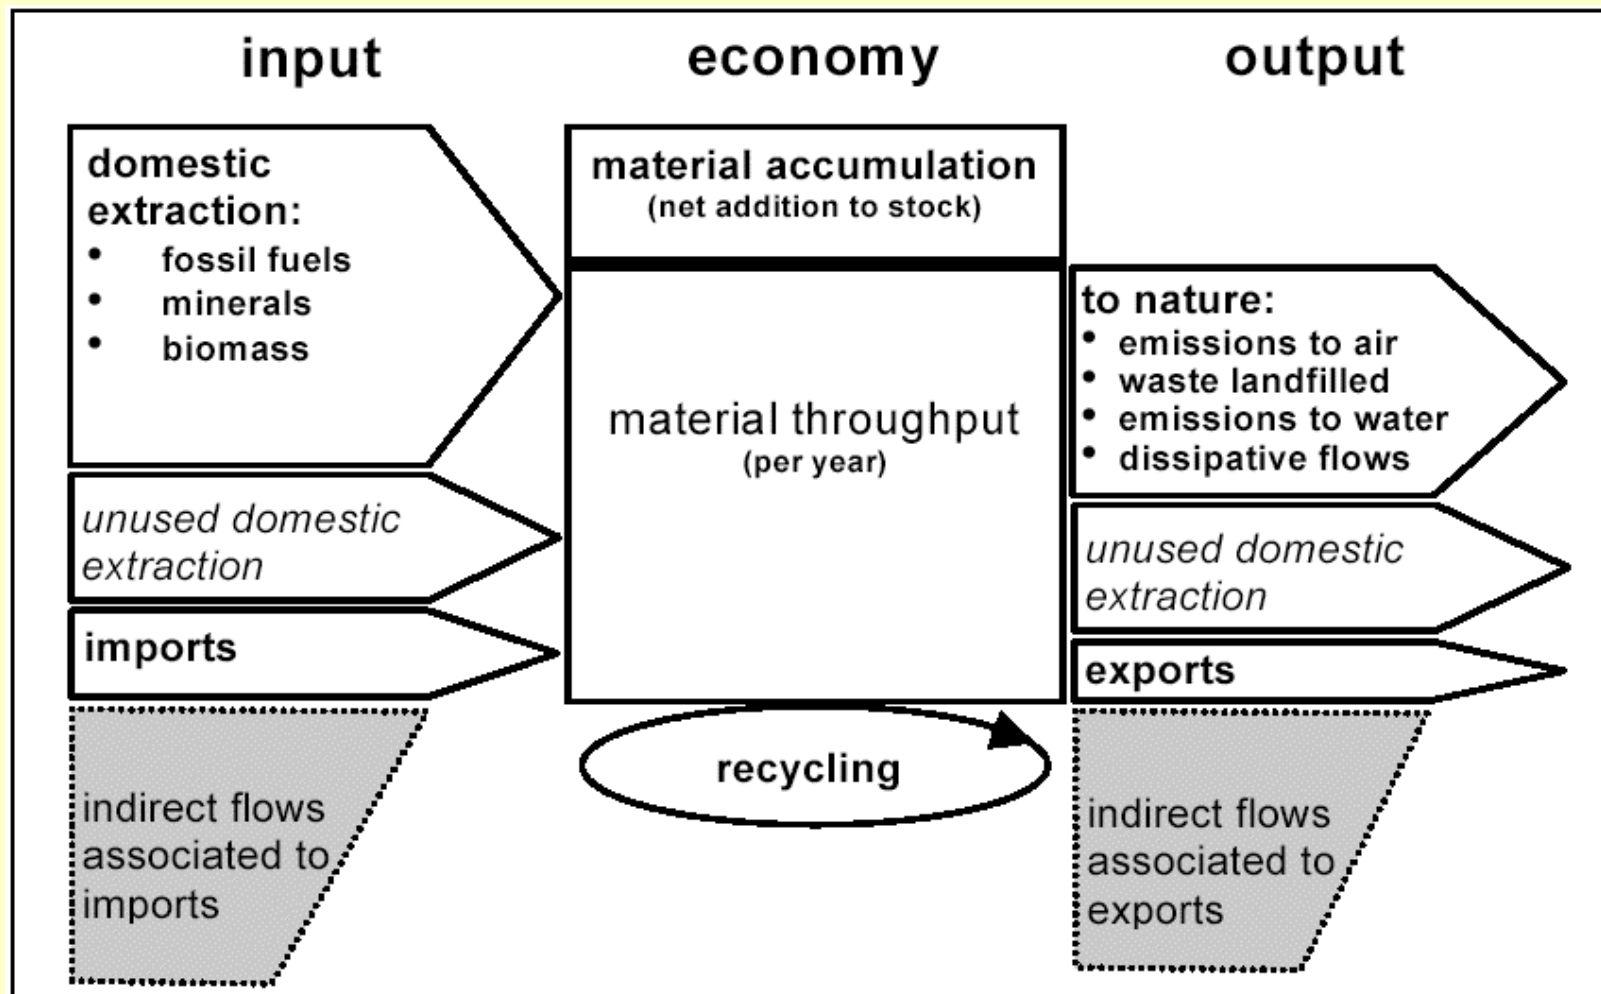 input
economy
output
domestic
extraction:
• fossil fuels
• minerals
• biomass
unused domestic
extraction
imports
indirect flows
associated to
imports
material accumulation
(net addition to stock)
material throughput
(per year)
recycling
to nature:
• emissions to air
• waste landfilled
• emissions to water
• dissipative flows
unused domestic
extraction
exports
indirect flows
associated to
exports